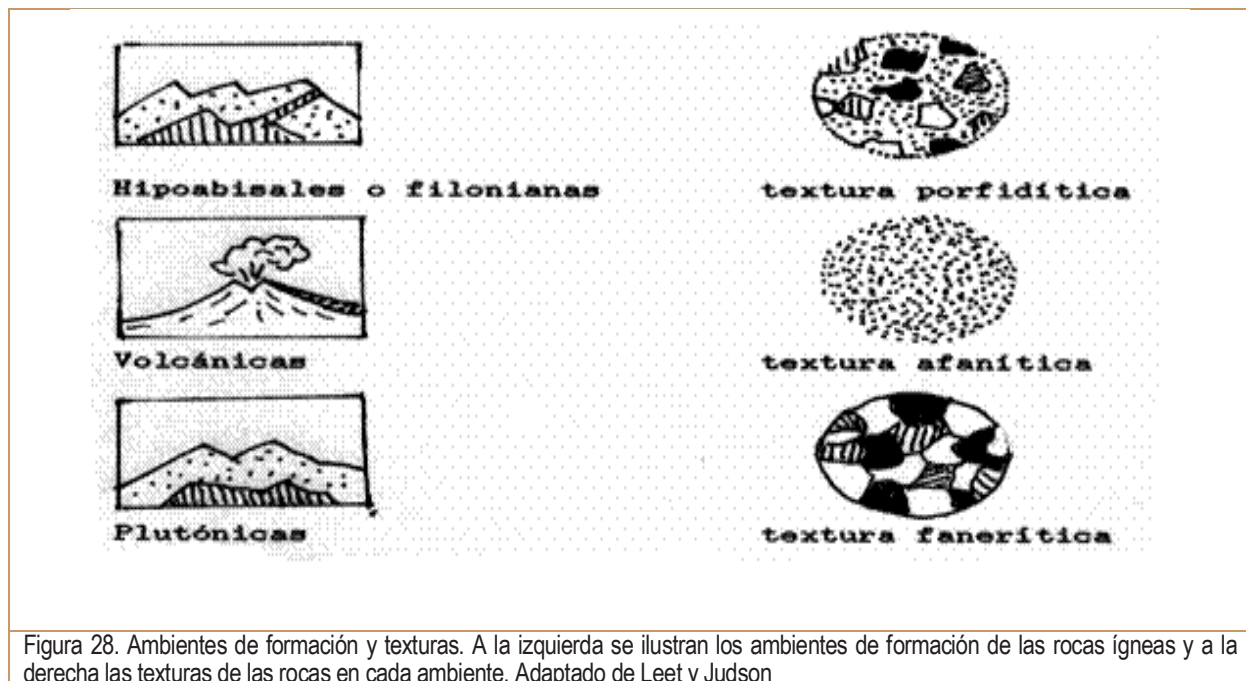 Hipoabisales o filonianas
textura porfidítica
Volcánicas
textura afanítica
Plutónicas
textura fanerítica
Figura 28. Ambientes de formación y texturas. A la izquierda se ilustran los ambientes de formación de las rocas ígneas y a la
derecha las texturas de las rocas en cada ambiente. Adaptado de Leet y Judson